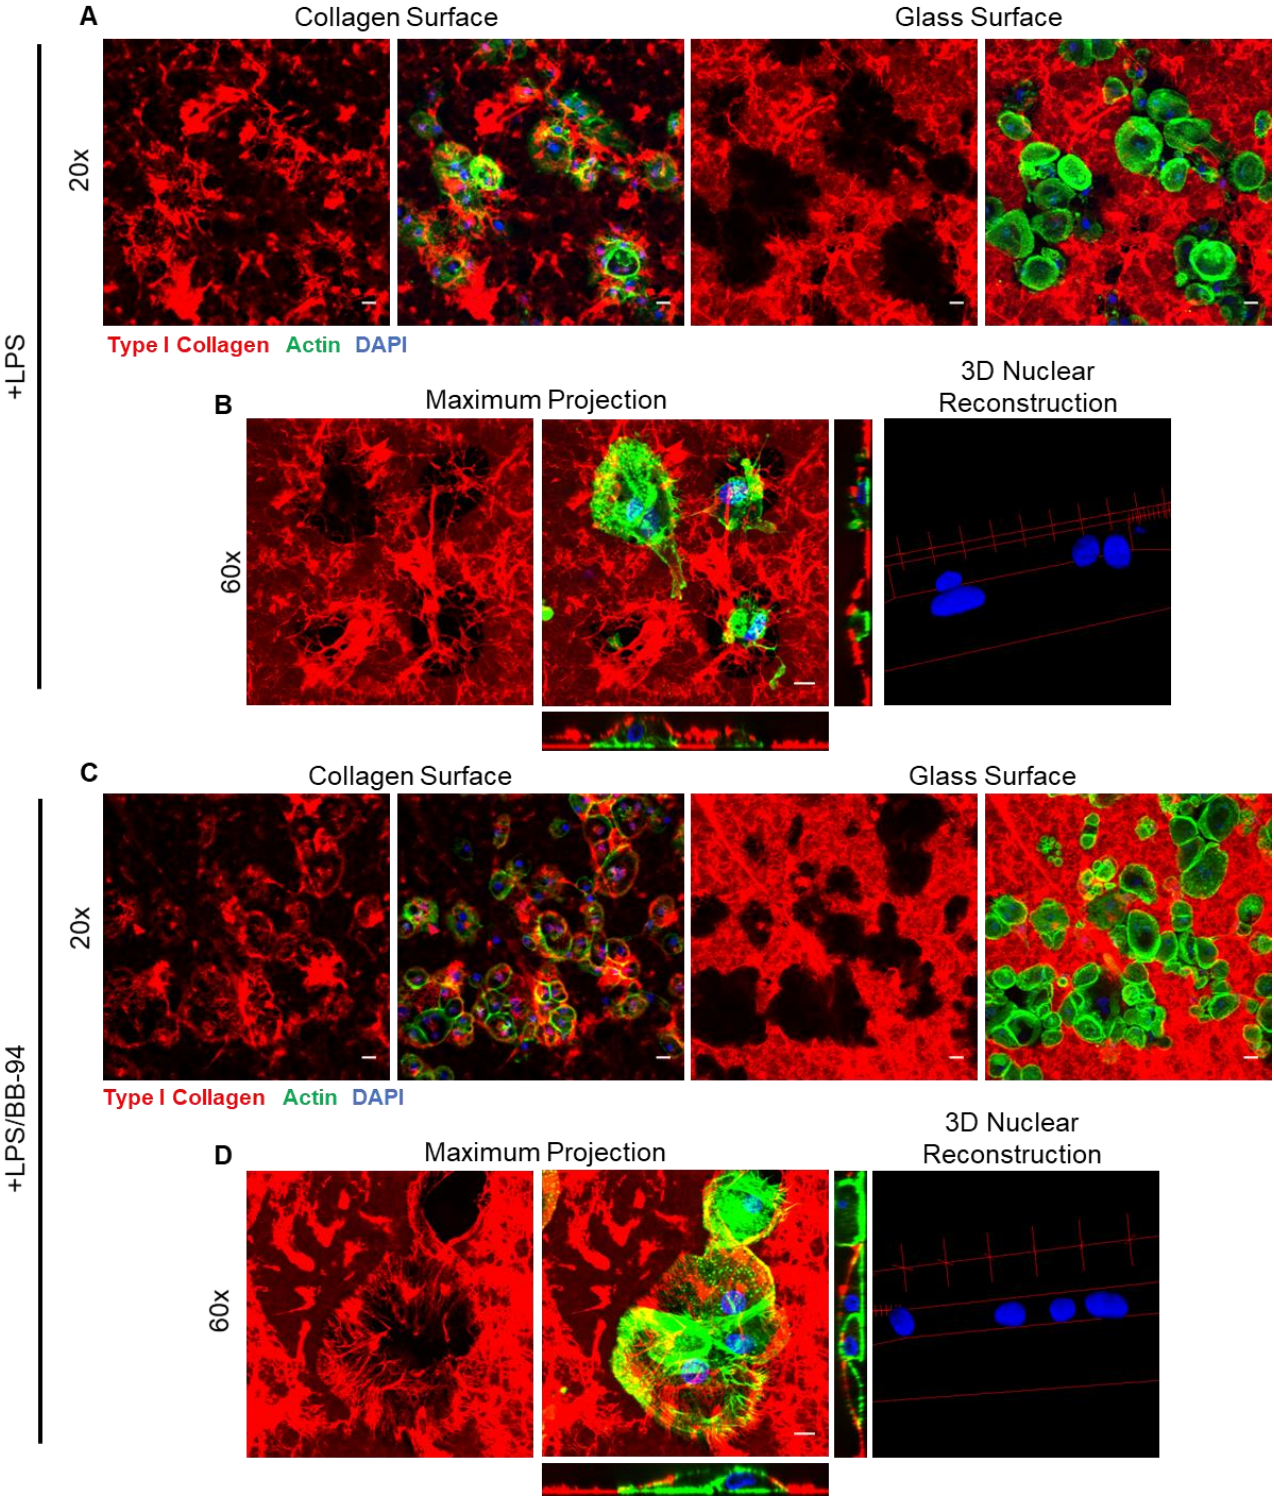 A
Collagen Surface
Glass Surface
+LPS
20x
Type I Collagen Actin DAPI
B
Maximum Projection
3D Nuclear
Reconstruction
60x
C
Collagen Surface
Glass Surface
+LPS/BB-94
20x
Type I Collagen Actin DAPI
D
Maximum Projection
3D Nuclear
Reconstruction
60x